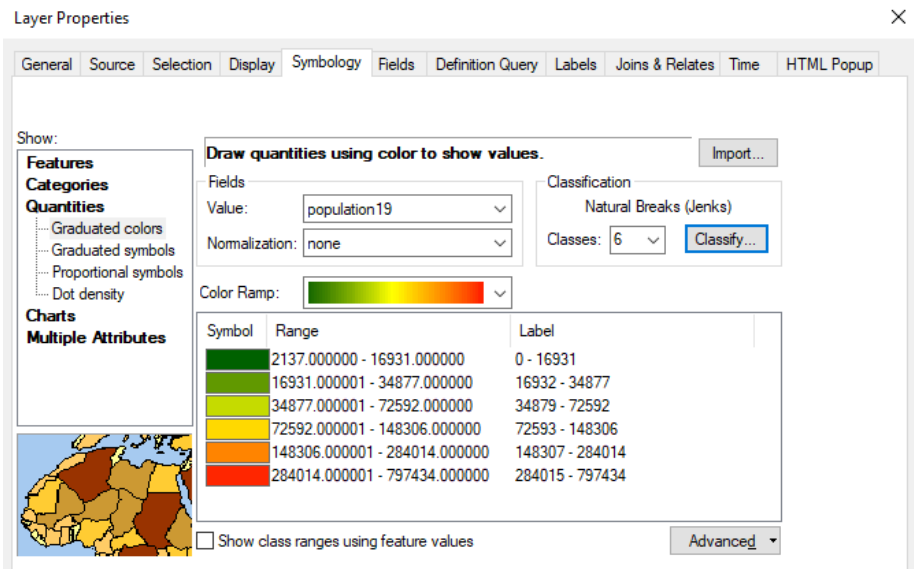 Layer Properties
General Source Selection Display Symbology Fields Definition Query Labels Joins & Relates Time HTML Popup
Show:
Features
Categories
Quantities
Graduated colors
Graduated symbols
Proportional symbols
Dot density
Charts
Multiple Attributes
Draw quantities using color to show values.
Import...
Fields
Value: population19
Normalization: none
Classification
Natural Breaks (Jenks)
Classes: 6 Classify...
Color Ramp:
Symbol Range Label
2137.000000 - 16931.000000 0 - 16931
16931.000001 - 34877.000000 16932 - 34877
34877.000001 - 72592.000000 34879 - 72592
72592.000001 - 148306.000000 72593 - 148306
148306.000001 - 284014.000000 148307 - 284014
284014.000001 - 797434.000000 284015 - 797434
Show class ranges using feature values
Advanced